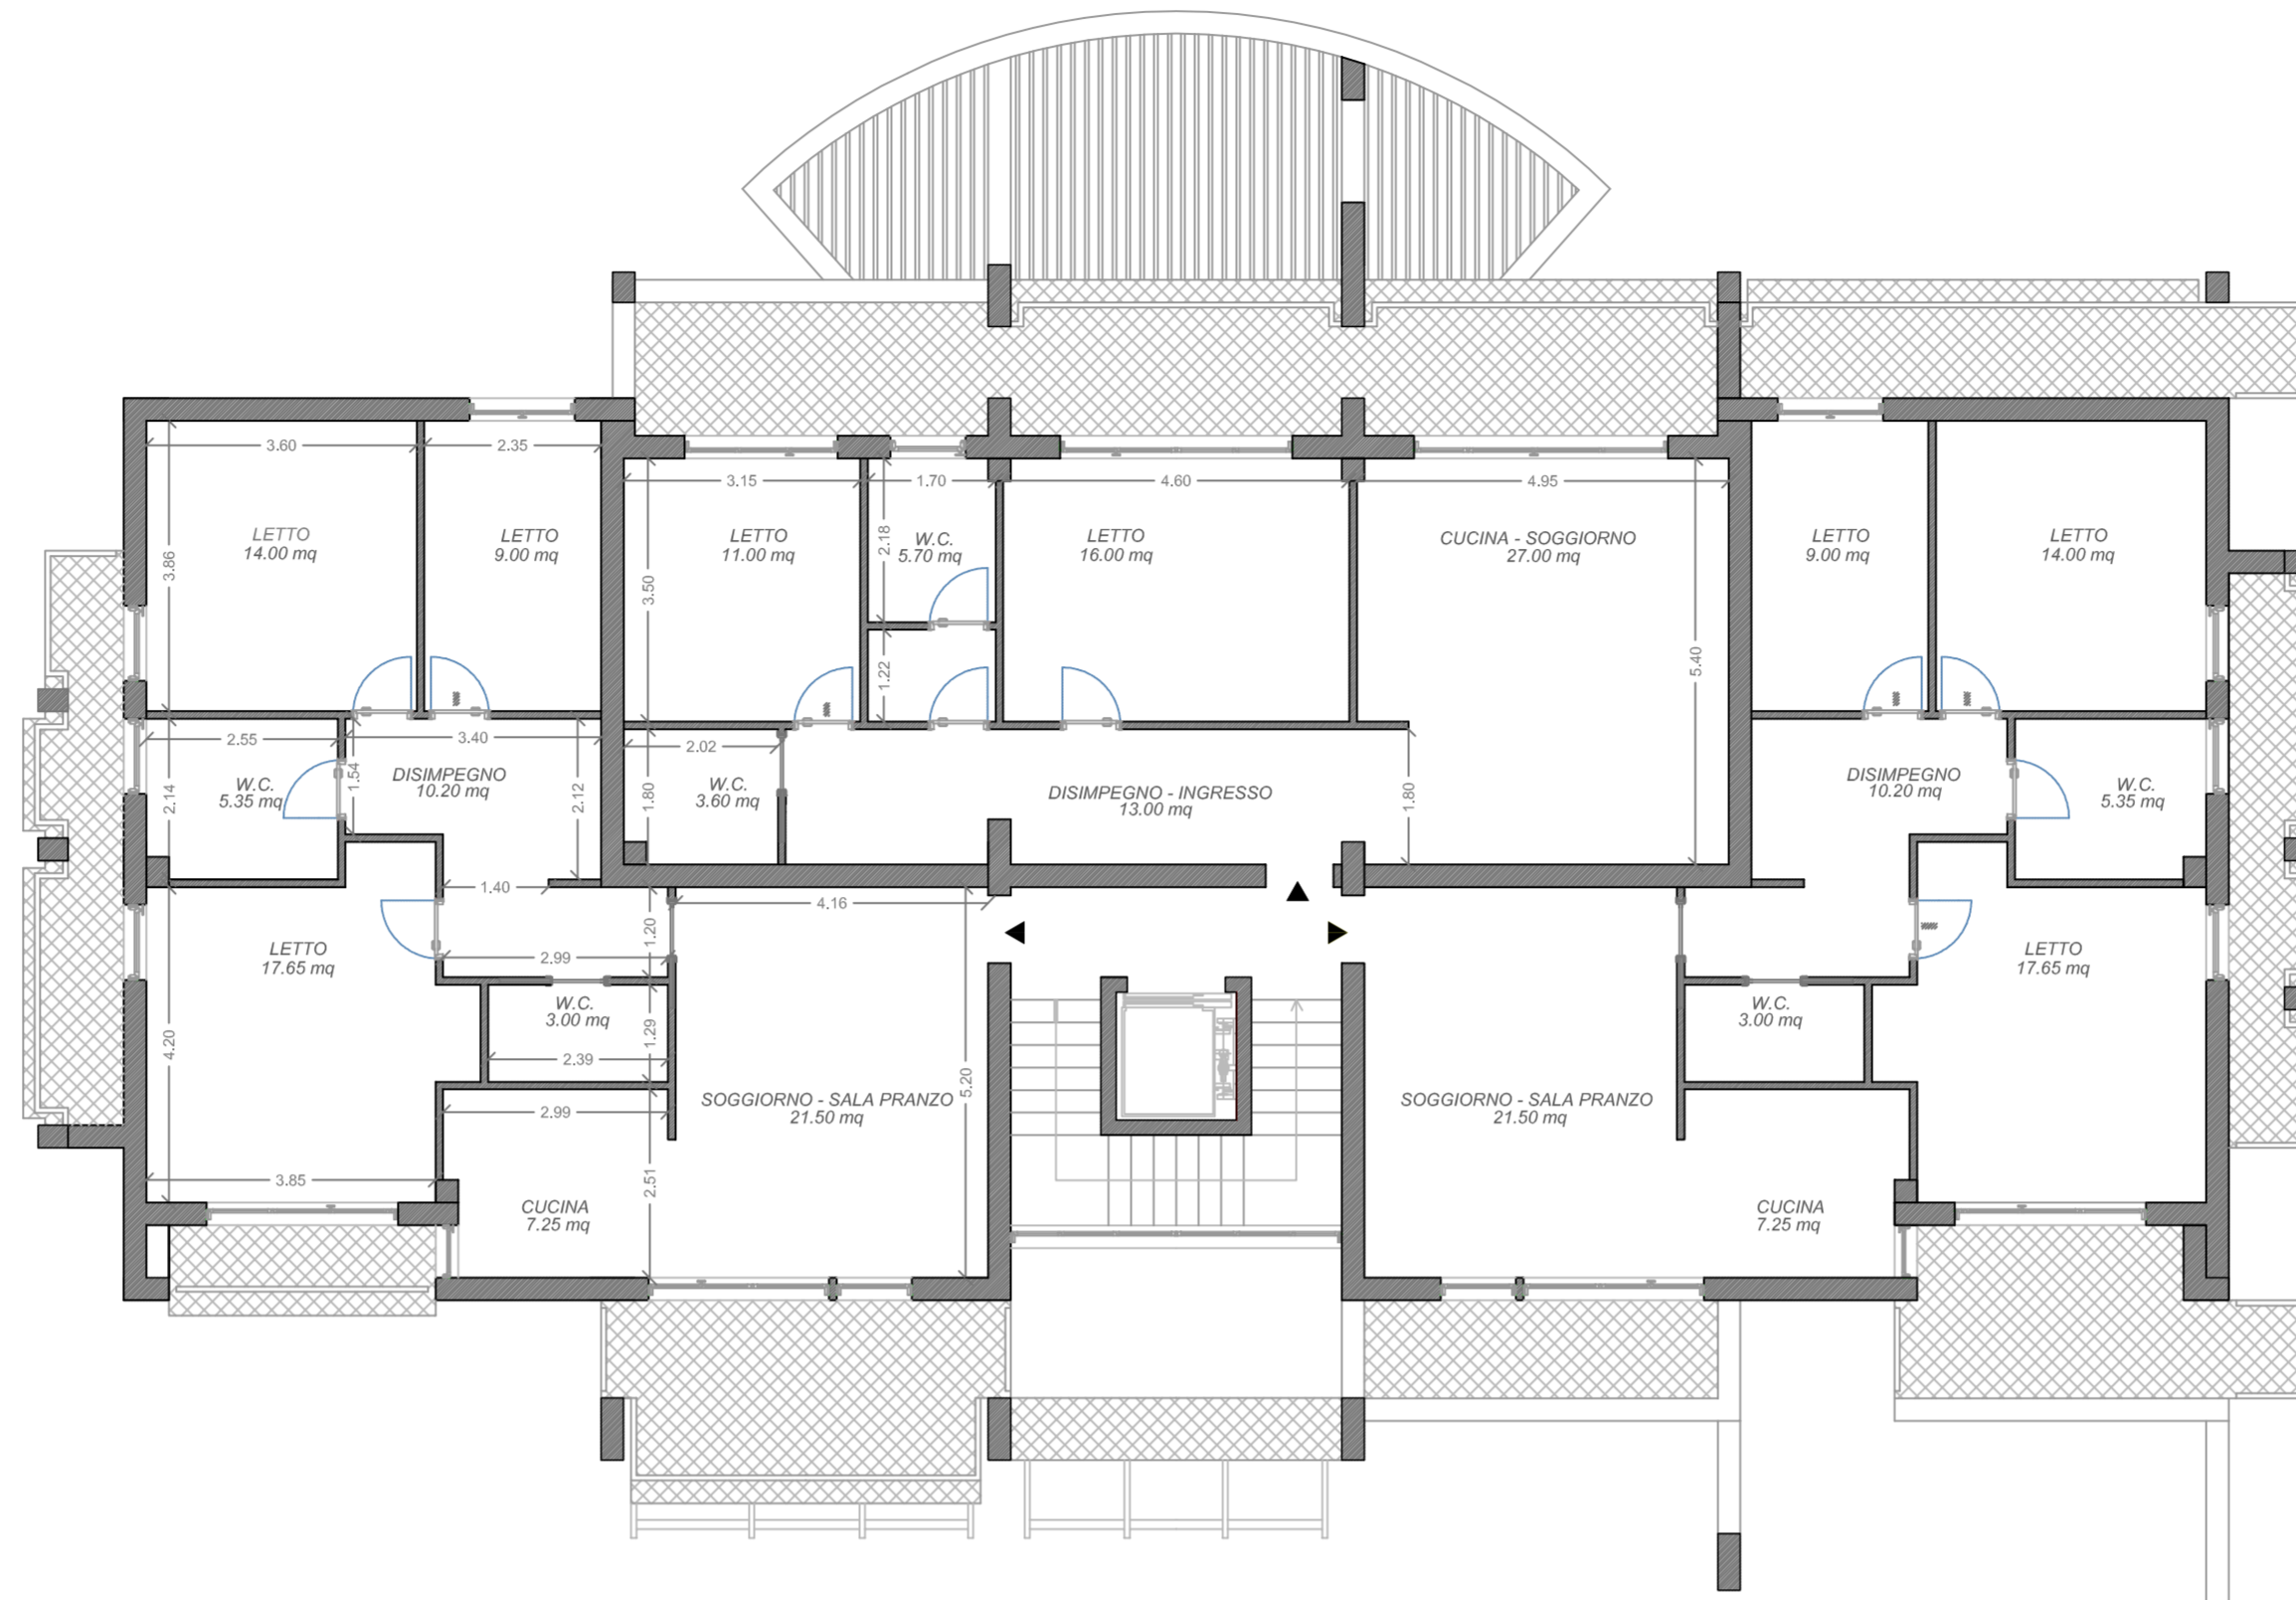 3.60
2.35
3.15
1.70
4.60
4.95
LETTO
14.00 mq
LETTO
9.00 mq
LETTO
11.00 mq
W.C.
5.70 mq
LETTO
16.00 mq
CUCINA - SOGGIORNO
27.00 mq
LETTO
9.00 mq
LETTO
14.00 mq
3.86
3.50
2.18
1.22
5.40
2.55
3.40
2.02
W.C.
5.35 mq
1.54
DISIMPEGNO
10.20 mq
2.14
2.12
1.80
W.C.
3.60 mq
DISIMPEGNO - INGRESSO
13.00 mq
1.80
DISIMPEGNO
10.20 mq
W.C.
5.35 mq
1.40
4.16
1.20
LETTO
17.65 mq
2.99
LETTO
17.65 mq
W.C.
3.00 mq
1.29
2.39
W.C.
3.00 mq
4.20
5.20
SOGGIORNO - SALA PRANZO
21.50 mq
SOGGIORNO - SALA PRANZO
21.50 mq
2.99
3.85
2.51
CUCINA
7.25 mq
CUCINA
7.25 mq